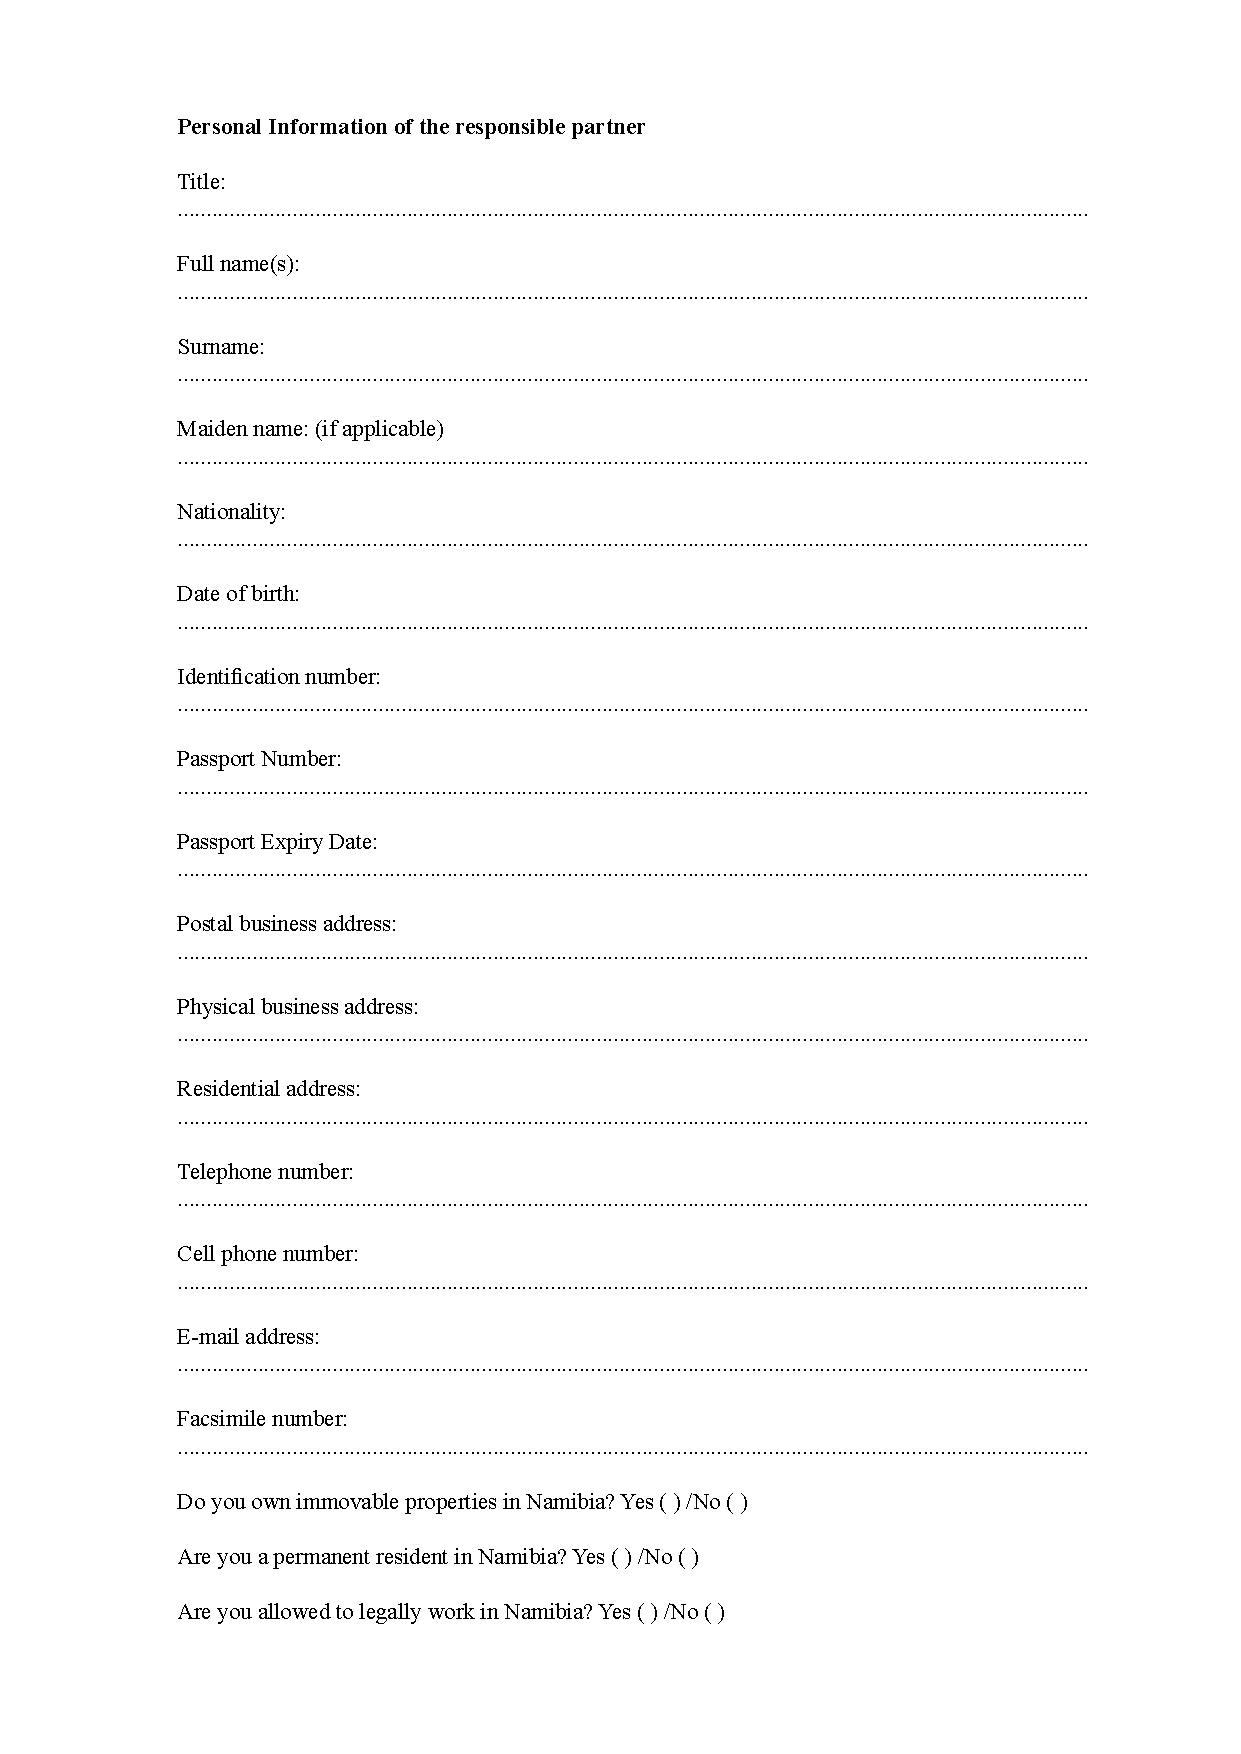 Personal Information of the responsible partner
Title:
................................................................................................................................................................
Full name(s):
................................................................................................................................................................
Surname:
................................................................................................................................................................
Maiden name: (if applicable)
................................................................................................................................................................
Nationality:
................................................................................................................................................................
Date of birth:
................................................................................................................................................................
Identification number:
................................................................................................................................................................
Passport Number:
................................................................................................................................................................
Passport Expiry Date:
................................................................................................................................................................
Postal business address:
................................................................................................................................................................
Physical business address:
................................................................................................................................................................
Residential address:
................................................................................................................................................................
Telephone number:
................................................................................................................................................................
Cell phone number:
................................................................................................................................................................
E-mail address:
................................................................................................................................................................
Facsimile number:
................................................................................................................................................................
Do you own immovable properties in Namibia? Yes ( ) /No ( )
Are you a permanent resident in Namibia? Yes ( ) /No ( )
Are you allowed to legally work in Namibia? Yes ( ) /No ( )